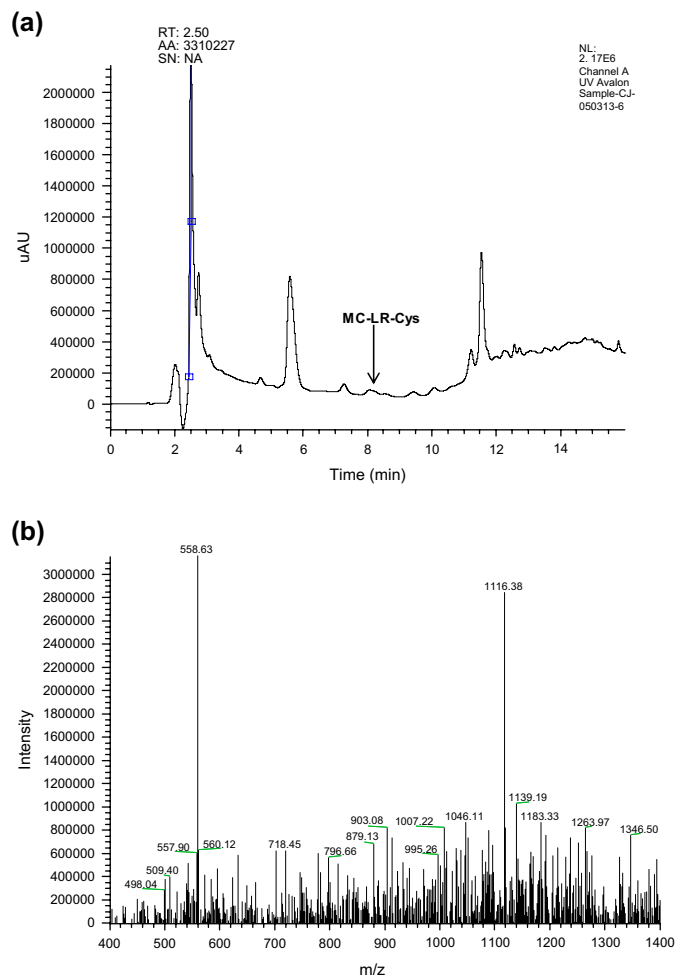 (a)
RT: 2.50
AA: 3310227
SN: NA
NL:
2. 17E6
Channel A
UV Avalon
Sample-CJ-
050313-6
2000000
1800000
1600000
1400000
1200000
1000000
800000
600000
400000
200000
0
uAU
MC-LR-Cys
0 2 4 6 8 10 12 14
Time (min)
(b)
3000000
2800000
2600000
2400000
2200000
2000000
1800000
1600000
1400000
1200000
1000000
800000
600000
400000
200000
0
Intensity
558.63
1116.38
1139.19
903.08 1007.22 1046.11 1183.33 1263.97
1346.50
557.90 560.12 718.45 796.66 879.13 995.26
509.40
498.04
400 500 600 700 800 900 1000 1100 1200 1300 1400
m/z